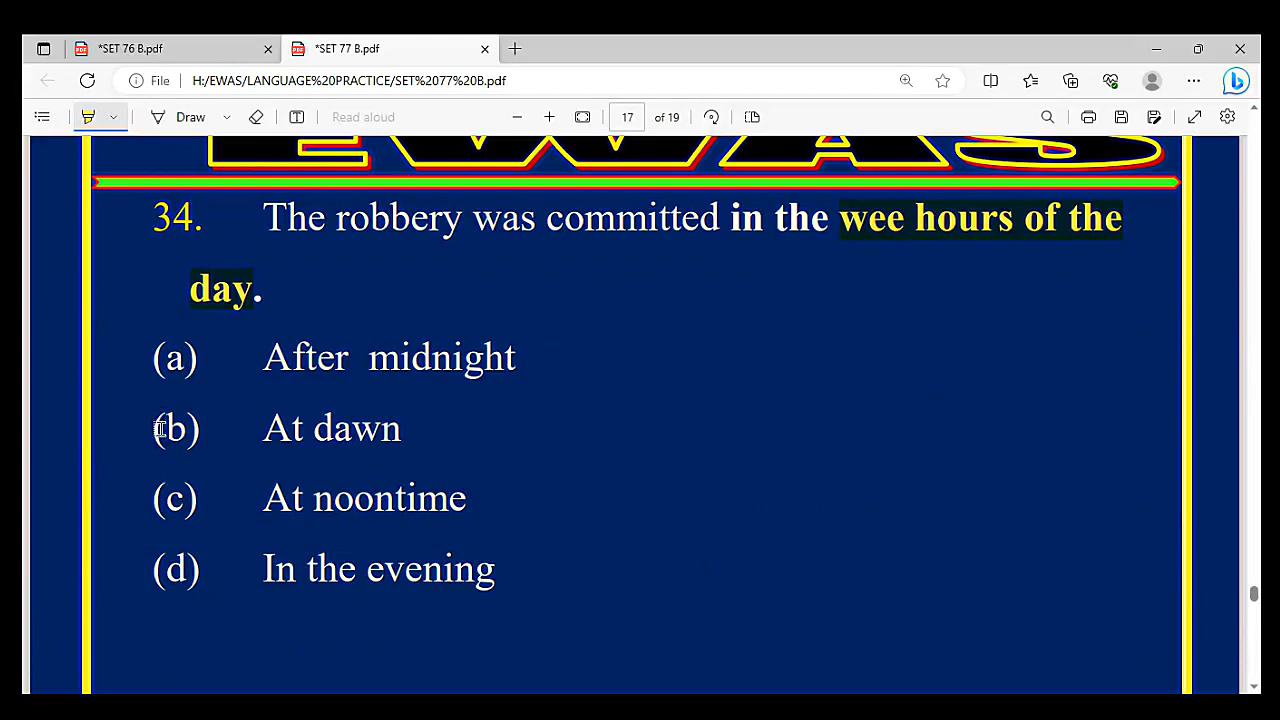 *SET 76 B.pdf
*SET 77 B.pdf
File H:/EWAS/LANGUAGE%20PRACTICE/SET%2077%20B.pdf
Draw Read aloud 17 of 19
EWAS
34. The robbery was committed in the wee hours of the
day.
(a) After midnight
(b) At dawn
(c) At noontime
(d) In the evening